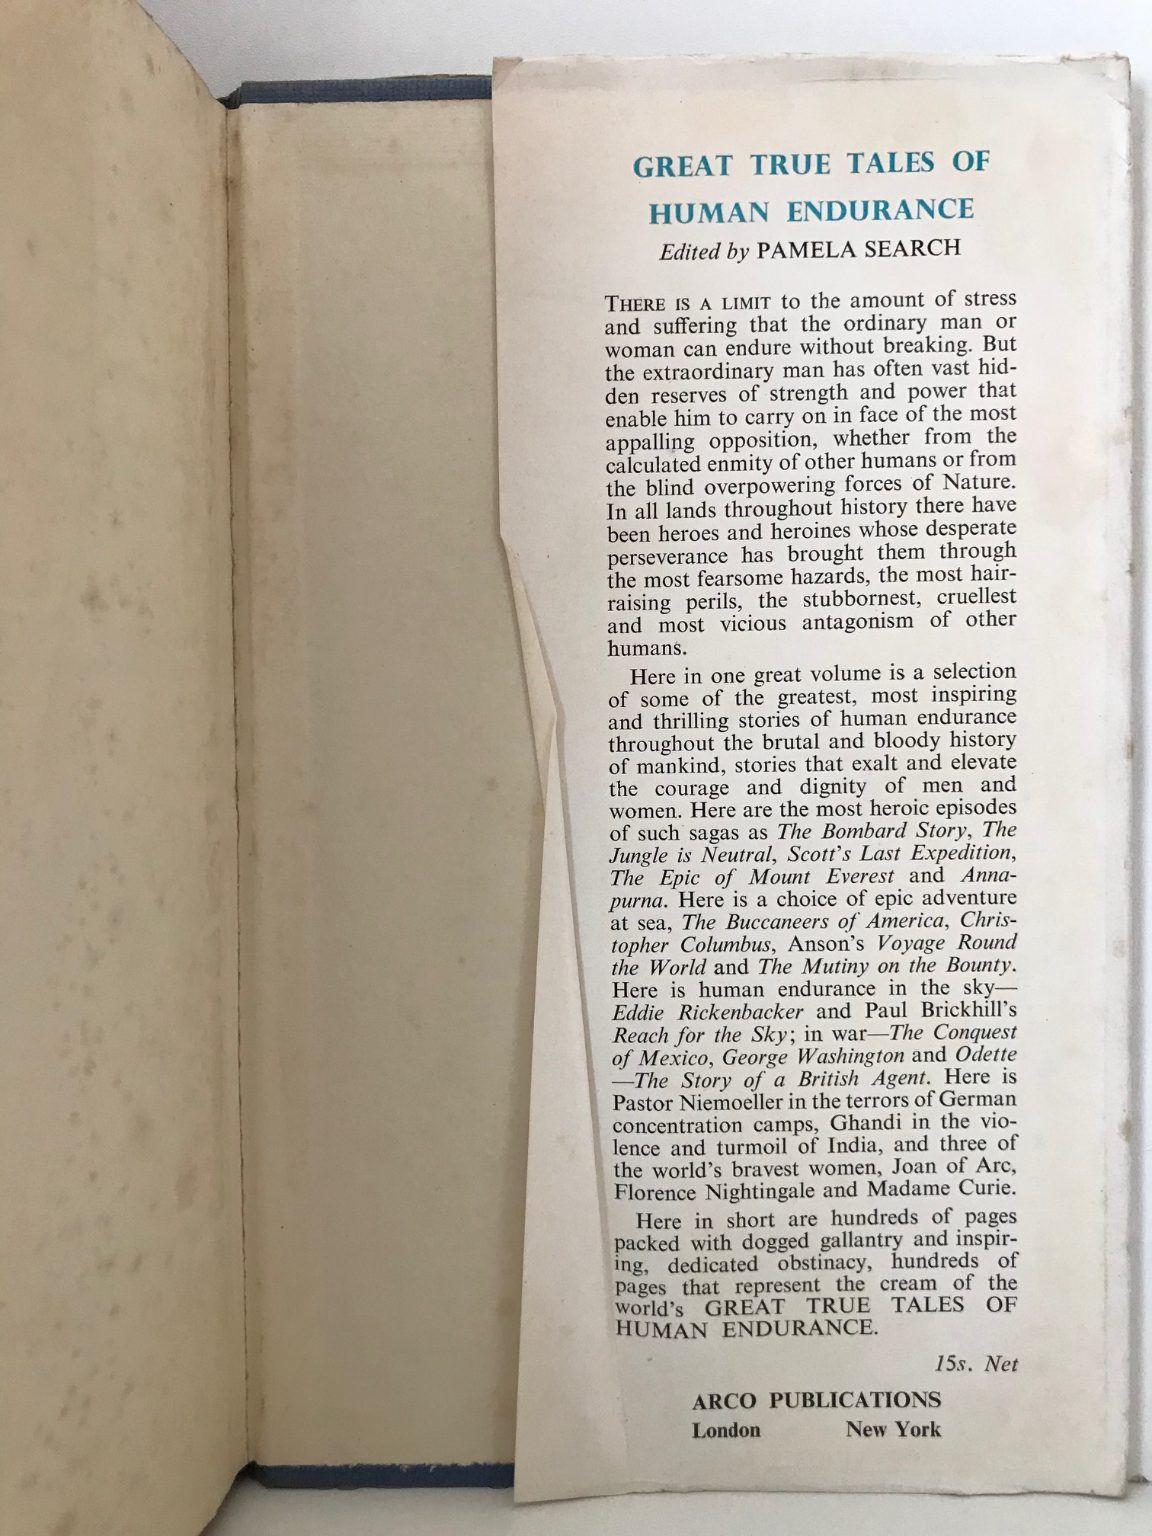 GREAT TRUE TALES OF
HUMAN ENDURANCE
Edited by PAMELA SEARCH
THERE IS A LIMIT to the amount of stress
and suffering that the ordinary man or
woman can endure without breaking. But
the extraordinary man has often vast hid-
den reserves of strength and power that
enable him to carry on in face of the most
appalling opposition, whether from the
calculated enmity of other humans or from
the blind overpowering forces of Nature.
In all lands throughout history there have
been heroes and heroines whose desperate
perseverance has brought them through
the most fearsome hazards, the most hair-
raising perils, the stubbornest, cruellest
and most vicious antagonism of other
humans.
Here in one great volume is a selection
of some of the greatest, most inspiring
and thrilling stories of human endurance
throughout the brutal and bloody history
of mankind, stories that exalt and elevate
the courage and dignity of men and
women. Here are the most heroic episodes
of such sagas as The Bombard Story, The
Jungle is Neutral, Scott's Last Expedition,
The Epic of Mount Everest and Anna-
purna. Here is a choice of epic adventure
at sea, The Buccaneers of America, Chris-
topher Columbus, Anson's Voyage Round
the World and The Mutiny on the Bounty.
Here is human endurance in the sky—
Eddie Rickenbacker and Paul Brickhill's
Reach for the Sky; in war—The Conquest
of Mexico, George Washington and Odette
—The Story of a British Agent. Here is
Pastor Niemoeller in the terrors of German
concentration camps, Ghandi in the vio-
lence and turmoil of India, and three of
the world's bravest women, Joan of Arc,
Florence Nightingale and Madame Curie.
Here in short are hundreds of pages
packed with dogged gallantry and inspir-
ing, dedicated obstinacy, hundreds of
pages that represent the cream of the
world's GREAT TRUE TALES OF
HUMAN ENDURANCE.
15s. Net
ARCO PUBLICATIONS
London New York